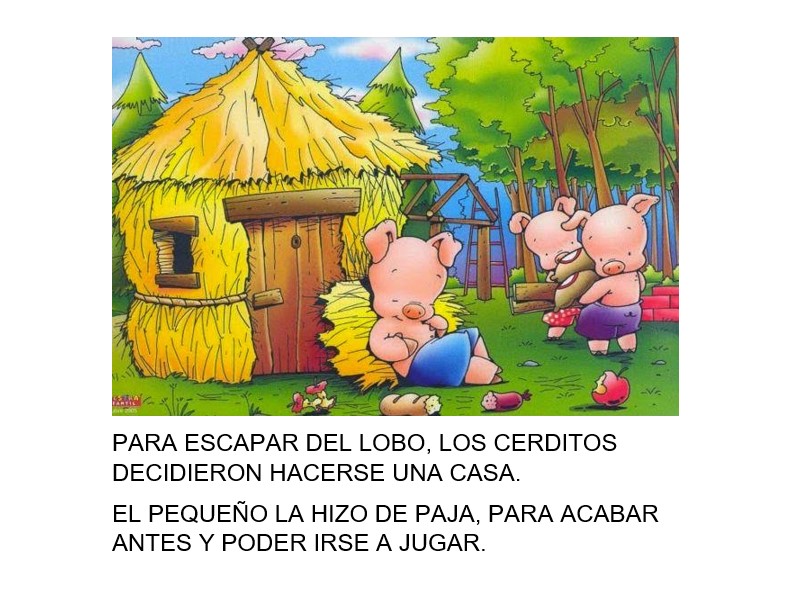 PARA ESCAPAR DEL LOBO, LOS CERDITOS
DECIDIERON HACERSE UNA CASA.
EL PEQUEÑO LA HIZO DE PAJA, PARA ACABAR
ANTES Y PODER IRSE A JUGAR.